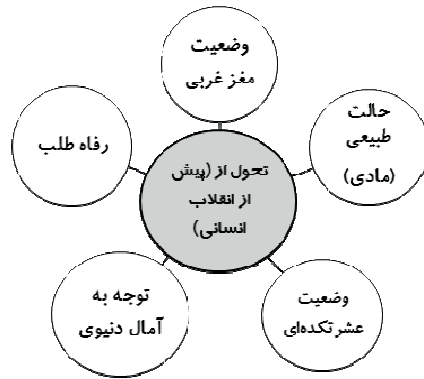 وضعیت
مغز غربی
حالت
طبیعی
(مادی)
رفاه طلب
تحول از (پیش
از انقلاب
انسانی)
توجه به
آمال دنیوی
وضعیت
عشرتکده‌ای